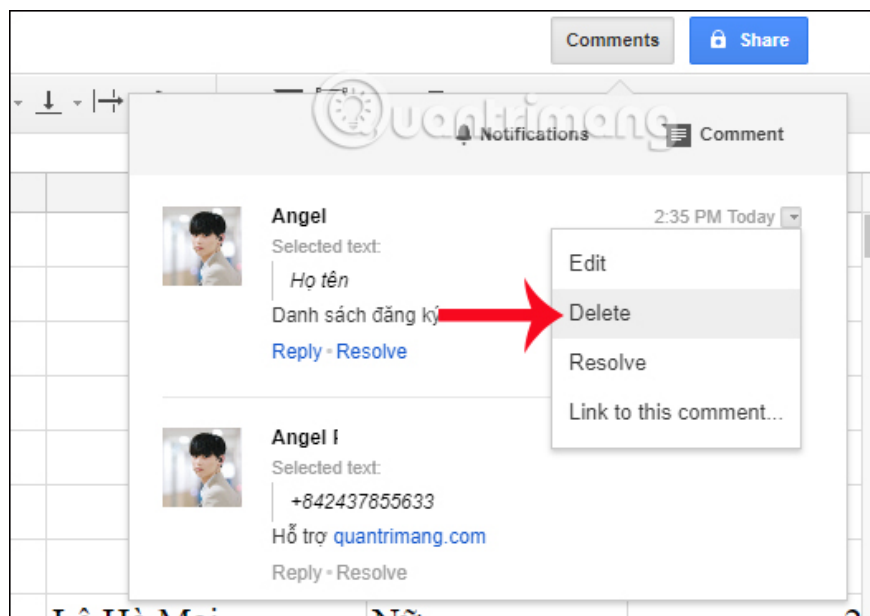 Comments
Share
Quantrimang
Notifications
Comment
Angel
2:35 PM Today
Selected text:
Họ tên
Danh sách đăng ký
Reply • Resolve
Edit
Delete
Resolve
Link to this comment...
Angel
Selected text:
+842437855633
Hỗ trợ quantrimang.com
Reply • Resolve